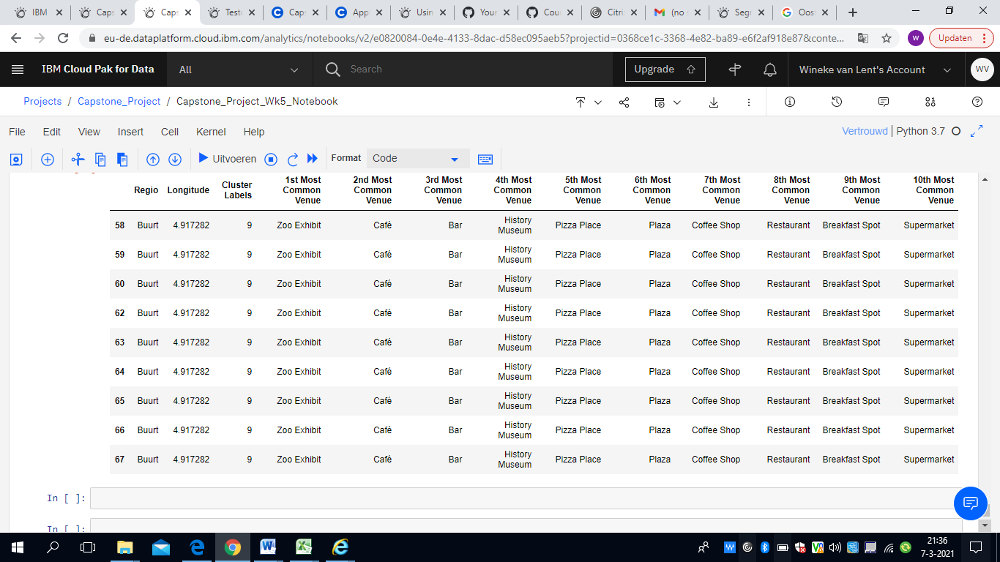 IBM
Caps
Caps
Testi
Caps
Appl
Usin
Your
Cour
Citri
(no s
Segn
Oost
eu-de.dataplatform.cloud.ibm.com/analytics/notebooks/v2/e0820084-0e4e-4133-8dac-d58ec095aeb5?projectid=0368ce1c-3368-4e82-ba89-e6f2af918e87&conte...
W
Updaten
IBM Cloud Pak for Data
All
Search
Upgrade
Wineke van Lent's Account
WV
Projects / Capstone_Project / Capstone_Project_Wk5_Notebook
File Edit View Insert Cell Kernel Help
Vertrouwd | Python 3.7
Uitvoeren
Format
Code
Regio Longitude Cluster Labels 1st Most Common Venue 2nd Most Common Venue 3rd Most Common Venue 4th Most Common Venue 5th Most Common Venue 6th Most Common Venue 7th Most Common Venue 8th Most Common Venue 9th Most Common Venue 10th Most Common Venue
58 Buurt 4.917282 9 Zoo Exhibit Café Bar History Museum Pizza Place Plaza Coffee Shop Restaurant Breakfast Spot Supermarket
59 Buurt 4.917282 9 Zoo Exhibit Café Bar History Museum Pizza Place Plaza Coffee Shop Restaurant Breakfast Spot Supermarket
60 Buurt 4.917282 9 Zoo Exhibit Café Bar History Museum Pizza Place Plaza Coffee Shop Restaurant Breakfast Spot Supermarket
62 Buurt 4.917282 9 Zoo Exhibit Café Bar History Museum Pizza Place Plaza Coffee Shop Restaurant Breakfast Spot Supermarket
63 Buurt 4.917282 9 Zoo Exhibit Café Bar History Museum Pizza Place Plaza Coffee Shop Restaurant Breakfast Spot Supermarket
64 Buurt 4.917282 9 Zoo Exhibit Café Bar History Museum Pizza Place Plaza Coffee Shop Restaurant Breakfast Spot Supermarket
65 Buurt 4.917282 9 Zoo Exhibit Café Bar History Museum Pizza Place Plaza Coffee Shop Restaurant Breakfast Spot Supermarket
66 Buurt 4.917282 9 Zoo Exhibit Café Bar History Museum Pizza Place Plaza Coffee Shop Restaurant Breakfast Spot Supermarket
67 Buurt 4.917282 9 Zoo Exhibit Café Bar History Museum Pizza Place Plaza Coffee Shop Restaurant Breakfast Spot Supermarket
In [ ]:
In [ ]:
21:36
7-3-2021